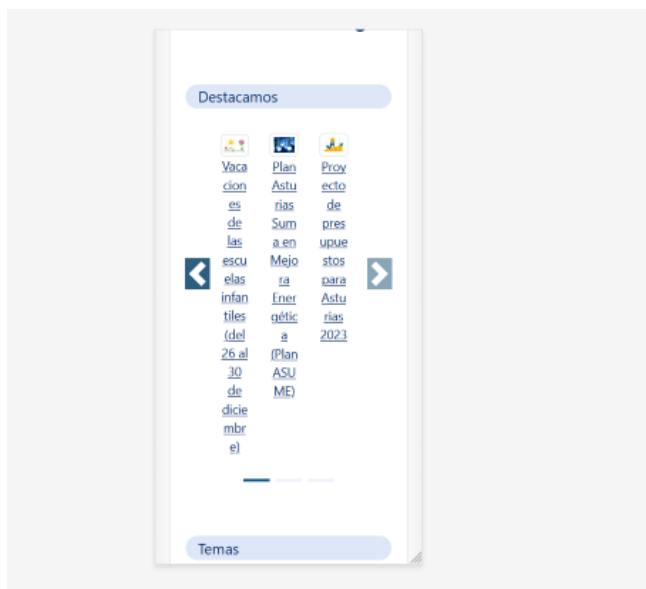 Destacamos
Vaca
cion
es
de
las
escu
elas
infan
tiles
(del
26 al
30
de
dicie
mbr
e)
Plan
Astu
rias
Sum
a en
Mejo
ra
Ener
gétic
a
(Plan
ASU
ME)
Proy
ecto
de
pres
upue
stos
para
Astu
rias
2023
Temas